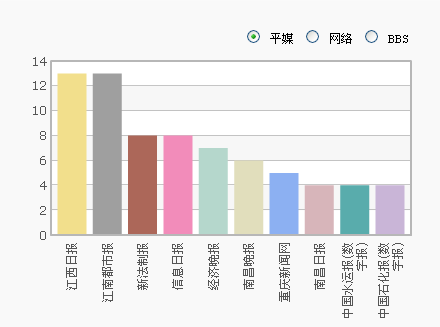 平媒 网络 BBS
14
12
10
8
6
4
2
0
江西日报
江南都市报
新法制报
信息日报
经济晚报
南昌晚报
重庆新闻网
南昌日报
中国水运报(数
字报)
中国石化报(数
字报)